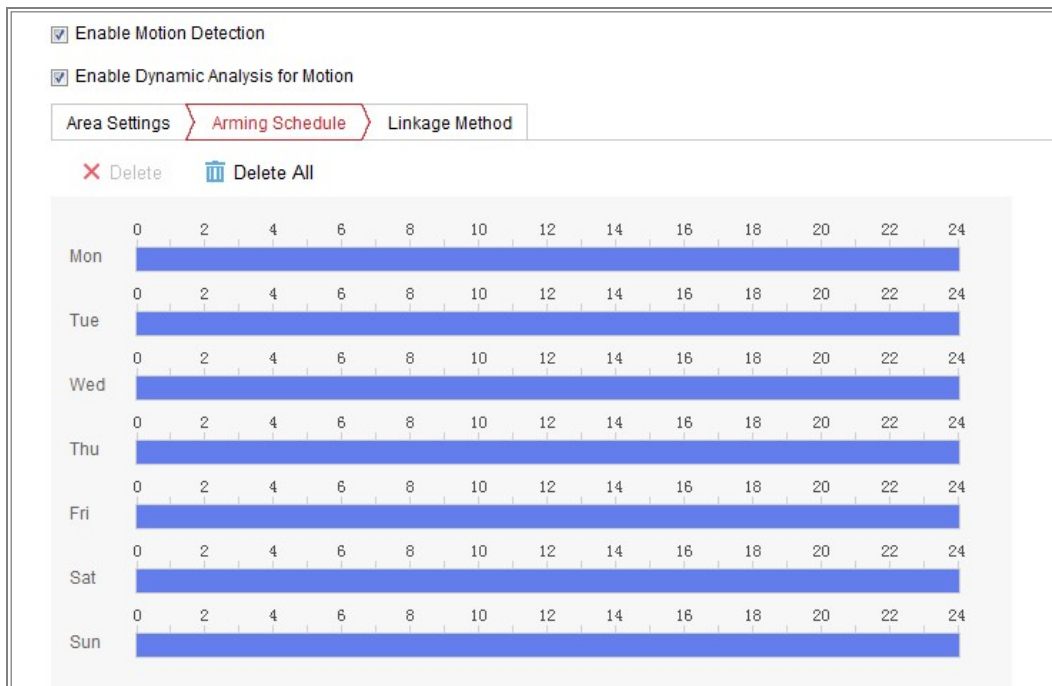 Enable Motion Detection
Enable Dynamic Analysis for Motion
Area Settings Arming Schedule Linkage Method
Delete Delete All
0 2 4 6 8 10 12 14 16 18 20 22 24
Mon
0 2 4 6 8 10 12 14 16 18 20 22 24
Tue
0 2 4 6 8 10 12 14 16 18 20 22 24
Wed
0 2 4 6 8 10 12 14 16 18 20 22 24
Thu
0 2 4 6 8 10 12 14 16 18 20 22 24
Fri
0 2 4 6 8 10 12 14 16 18 20 22 24
Sat
0 2 4 6 8 10 12 14 16 18 20 22 24
Sun